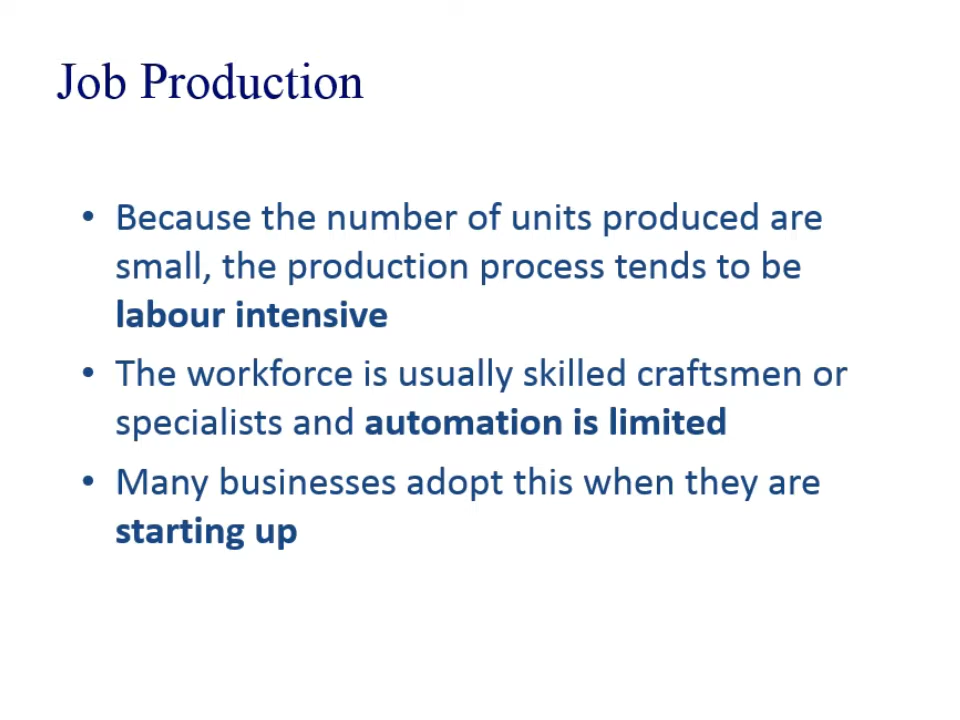 Job Production
• Because the number of units produced are
small, the production process tends to be
labour intensive
• The workforce is usually skilled craftsmen or
specialists and automation is limited
• Many businesses adopt this when they are
starting up